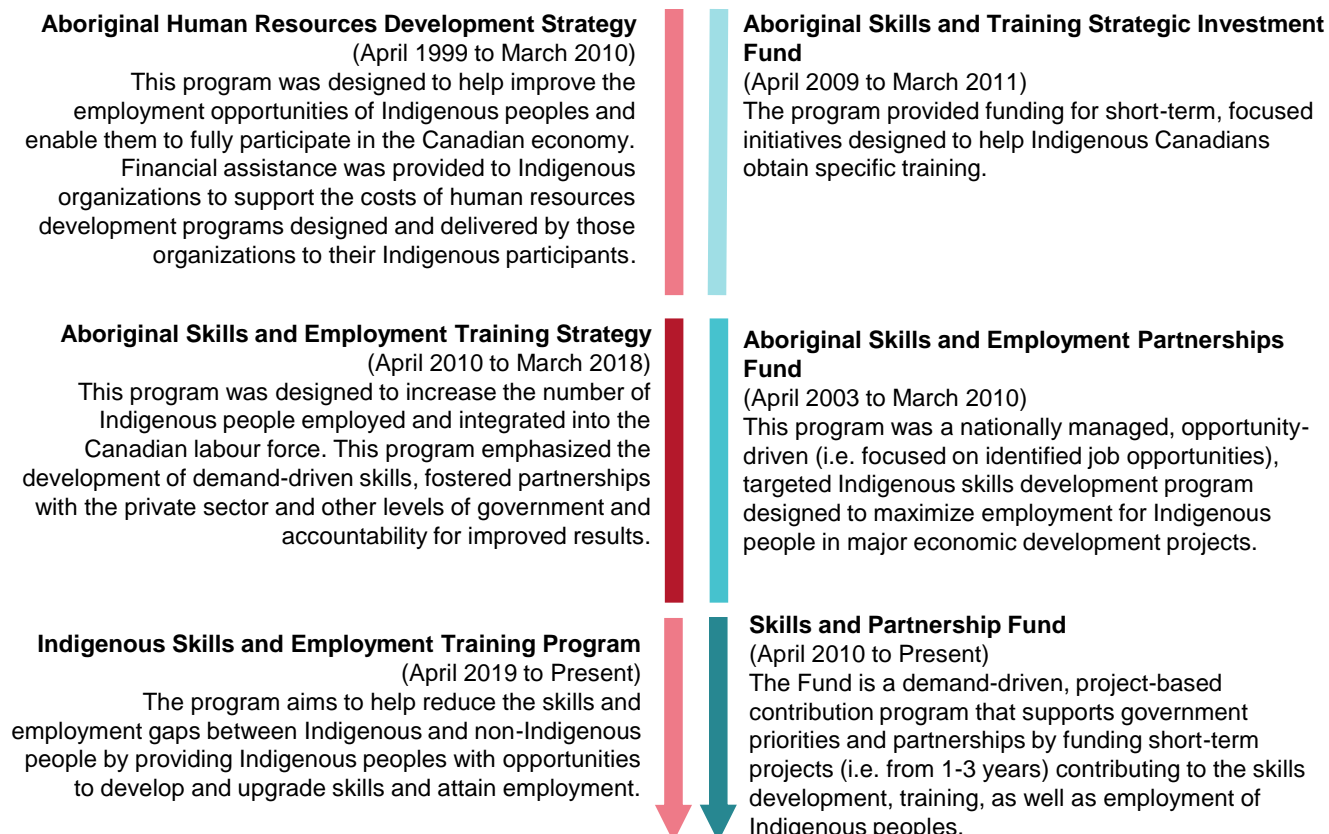 Aboriginal Human Resources Development Strategy
(April 1999 to March 2010)
This program was designed to help improve the
employment opportunities of Indigenous peoples and
enable them to fully participate in the Canadian economy.
Financial assistance was provided to Indigenous
organizations to support the costs of human resources
development programs designed and delivered by those
organizations to their Indigenous participants.
Aboriginal Skills and Training Strategic Investment
Fund
(April 2009 to March 2011)
The program provided funding for short-term, focused
initiatives designed to help Indigenous Canadians
obtain specific training.
Aboriginal Skills and Employment Training Strategy
(April 2010 to March 2018)
This program was designed to increase the number of
Indigenous people employed and integrated into the
Canadian labour force. This program emphasized the
development of demand-driven skills, fostered partnerships
with the private sector and other levels of government and
accountability for improved results.
Aboriginal Skills and Employment Partnerships
Fund
(April 2003 to March 2010)
This program was a nationally managed, opportunity-
driven (i.e. focused on identified job opportunities),
targeted Indigenous skills development program
designed to maximize employment for Indigenous
people in major economic development projects.
Indigenous Skills and Employment Training Program
(April 2019 to Present)
The program aims to help reduce the skills and
employment gaps between Indigenous and non-Indigenous
people by providing Indigenous peoples with opportunities
to develop and upgrade skills and attain employment.
Skills and Partnership Fund
(April 2010 to Present)
The Fund is a demand-driven, project-based
contribution program that supports government
priorities and partnerships by funding short-term
projects (i.e. from 1-3 years) contributing to the skills
development, training, as well as employment of
Indigenous peoples.